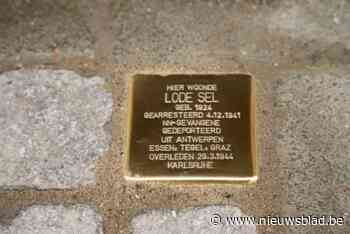 HIER WOONDE
LODE SEL
GEB. 1924
GEARRESTEERD 4.12.1941
NN-GEVANGENE
GEDEPORTEERD
UIT ANTWERPEN
ESSEN; TEGEL; GRAZ
OVERLEDEN 29.3.1944
KARLSRUHE
© www.nieuwsblad.be